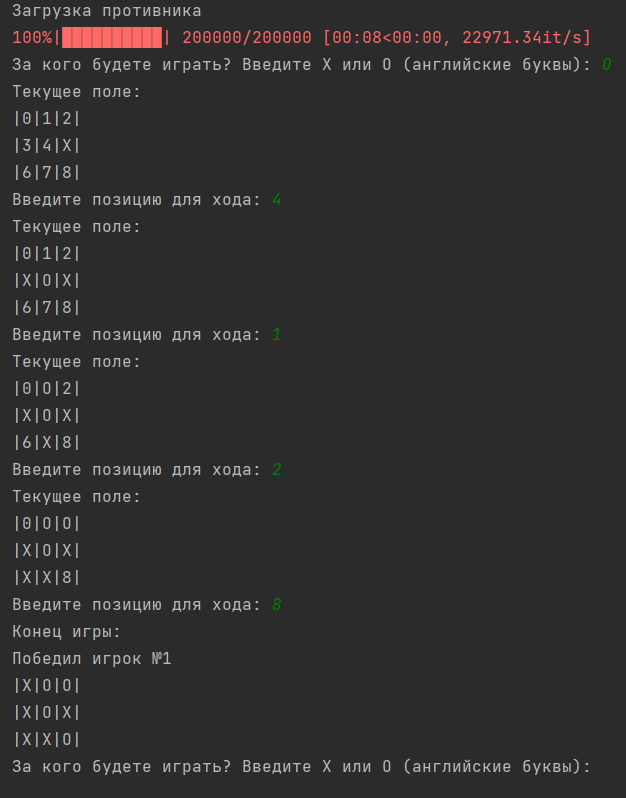 Загрузка противника
100%|██████████| 200000/200000 [00:08<00:00, 22971.34it/s]
За кого будете играть? Введите X или O (английские буквы): O
Текущее поле:
|0|1|2|
|3|4|X|
|6|7|8|
Введите позицию для хода: 4
Текущее поле:
|0|1|2|
|X|O|X|
|6|7|8|
Введите позицию для хода: 1
Текущее поле:
|0|O|2|
|X|O|X|
|6|X|8|
Введите позицию для хода: 2
Текущее поле:
|0|O|O|
|X|O|X|
|X|X|8|
Введите позицию для хода: 8
Конец игры:
Победил игрок №1
|X|O|O|
|X|O|X|
|X|X|O|
За кого будете играть? Введите X или O (английские буквы):